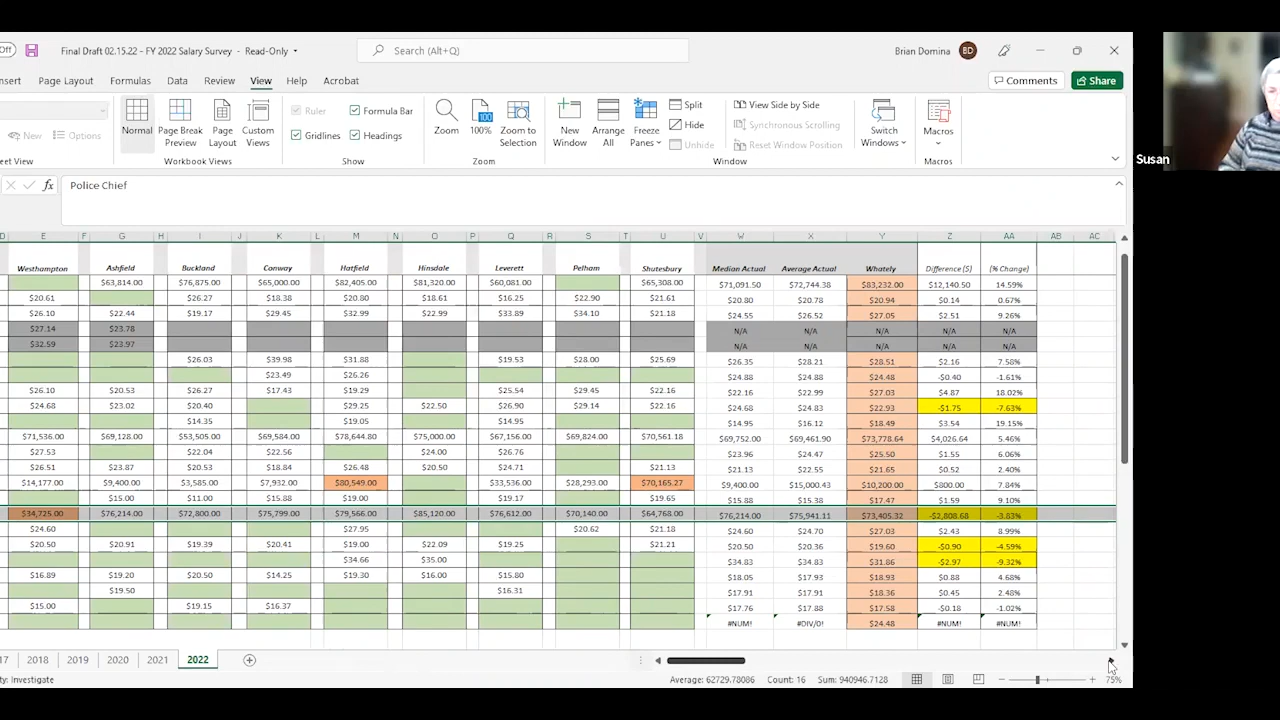 Off Final Draft 02.15.22 - FY 2022 Salary Survey - Read-Only Search (Alt+Q) Brian Domina BD
nsert Page Layout Formulas Data Review View Help Acrobat Comments Share
New Options Normal Page Break Preview Page Layout Custom Views Ruler Formula Bar Gridlines Headings Zoom 100% Zoom to Selection New Window Arrange All Freeze Panes Split Hide Unhide View Side by Side Synchronous Scrolling Reset Window Position Switch Windows Macros
eet View Workbook Views Show Zoom Window Macros
Susan
fx Police Chief
D E F G H I J K L M N O P Q R S T U V W X Y Z AA AB AC
Westhampton Ashfield Buckland Conway Hatfield Hinsdale Leverett Pelham Shutesbury Median Actual Average Actual Whately Difference ($) (% Change)
$63,814.00 $76,875.00 $65,000.00 $82,405.00 $81,320.00 $60,081.00 $65,308.00 $71,091.50 $72,744.38 $83,232.00 $12,140.50 14.59%
$20.61 $26.27 $18.38 $20.80 $18.61 $16.25 $22.90 $21.61 $20.80 $20.78 $20.94 $0.14 0.67%
$26.10 $22.44 $19.17 $29.45 $32.99 $22.99 $33.89 $34.10 $21.18 $24.55 $26.52 $27.05 $2.51 9.26%
$27.14 $23.78 N/A N/A N/A N/A N/A
$32.59 $23.97 N/A N/A N/A N/A N/A
$26.03 $39.98 $31.88 $19.53 $28.00 $25.69 $26.35 $28.21 $28.51 $2.16 7.58%
$23.49 $26.26 $24.88 $24.88 $24.48 -$0.40 -1.61%
$26.10 $20.53 $26.27 $17.43 $19.29 $25.54 $29.45 $22.16 $22.16 $22.99 $27.03 $4.87 18.02%
$24.68 $23.02 $20.40 $29.25 $22.50 $26.90 $29.14 $22.16 $24.68 $24.83 $22.93 -$1.75 -7.63%
$14.35 $19.05 $14.95 $14.95 $16.12 $18.49 $3.54 19.15%
$71,536.00 $69,128.00 $53,505.00 $69,584.00 $78,644.80 $75,000.00 $67,156.00 $69,824.00 $70,561.18 $69,752.00 $69,461.90 $73,778.64 $4,026.64 5.46%
$27.53 $22.04 $22.56 $24.00 $26.76 $23.96 $24.47 $25.50 $1.55 6.06%
$26.51 $23.87 $20.53 $18.84 $26.48 $20.50 $24.71 $21.13 $21.13 $22.55 $21.65 $0.52 2.40%
$14,177.00 $9,400.00 $3,585.00 $7,932.00 $80,549.00 $33,536.00 $28,293.00 $70,165.27 $9,400.00 $15,000.43 $10,200.00 $800.00 7.84%
$15.00 $11.00 $15.88 $19.00 $19.17 $19.65 $15.88 $15.38 $17.47 $1.59 9.10%
$34,725.00 $76,214.00 $72,800.00 $75,799.00 $79,566.00 $85,120.00 $76,612.00 $70,140.00 $64,768.00 $76,214.00 $75,941.11 $73,405.32 -$2,808.68 -3.83%
$24.60 $27.95 $20.62 $21.18 $24.60 $24.70 $27.03 $2.43 8.99%
$20.50 $20.91 $19.39 $20.41 $19.00 $22.09 $19.25 $21.21 $20.50 $20.36 $19.60 -$0.90 -4.59%
$34.66 $35.00 $34.83 $34.83 $31.86 -$2.97 -9.32%
$16.89 $19.20 $20.50 $14.25 $19.30 $16.00 $15.80 $18.05 $17.93 $18.93 $0.88 4.68%
$19.50 $16.31 $17.91 $17.91 $18.36 $0.45 2.48%
$15.00 $19.15 $16.37 $17.76 $17.88 $17.58 -$0.18 -1.02%
#NUM! #DIV/0! $24.48 #NUM! #NUM!
17 2018 2019 2020 2021 2022
ty: Investigate Average: 62729.78086 Count: 16 Sum: 940946.7128 75%